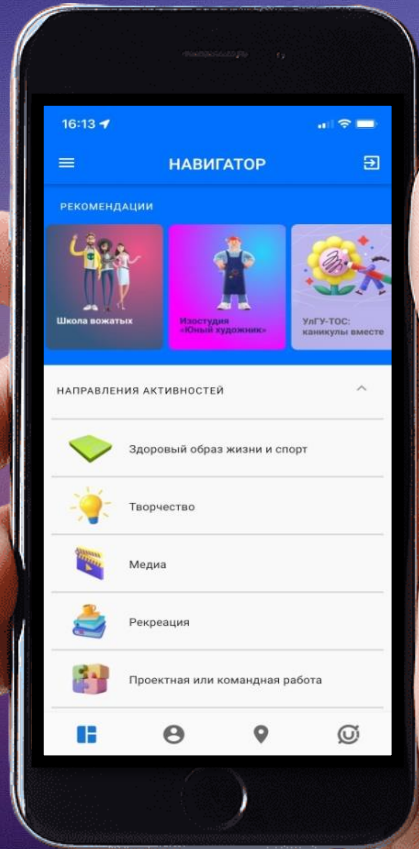 16:13
НАВИГАТОР
РЕКОМЕНДАЦИИ
Школа вожатых
Изостудия
«Юный художник»
УлГУ-ТОС:
каникулы вместе
НАПРАВЛЕНИЯ АКТИВНОСТЕЙ
Здоровый образ жизни и спорт
Творчество
Медиа
Рекреация
Проектная или командная работа